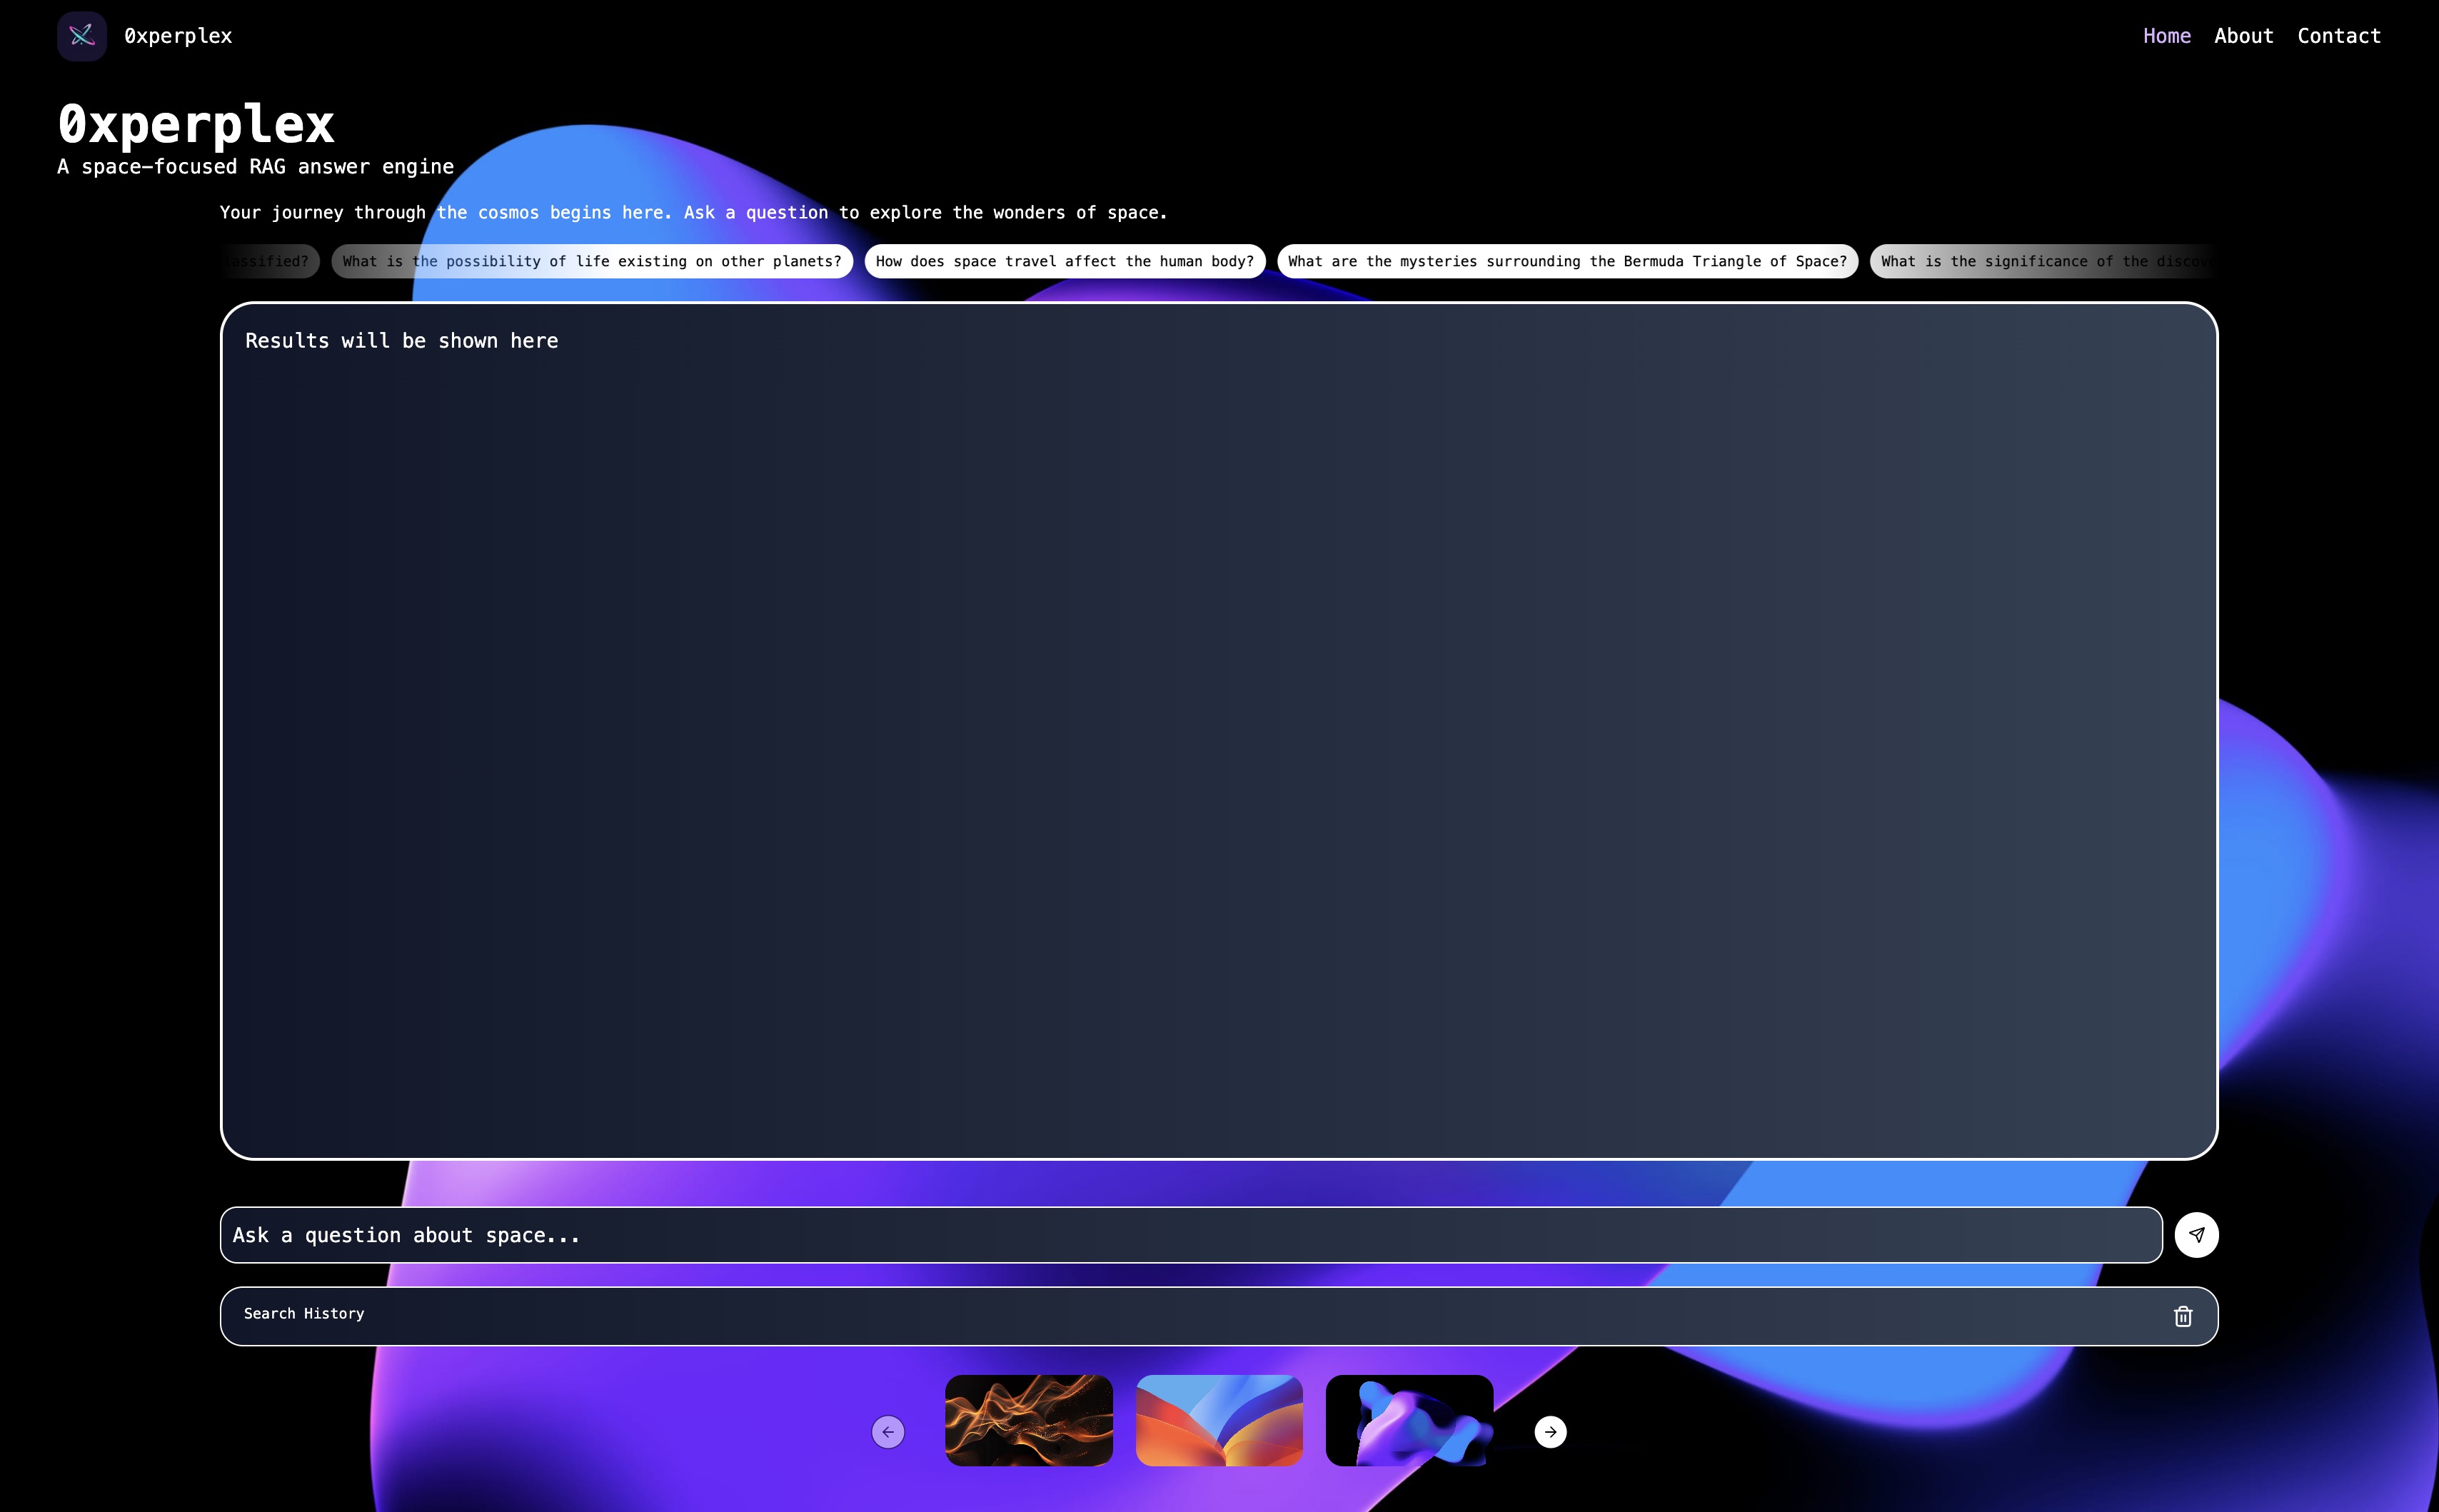 0xperplex
Home About Contact
0xperplex
A space-focused RAG answer engine
Your journey through the cosmos begins here. Ask a question to explore the wonders of space.
assified? What is the possibility of life existing on other planets? How does space travel affect the human body? What are the mysteries surrounding the Bermuda Triangle of Space? What is the significance of the discov
Results will be shown here
Ask a question about space...
Search History